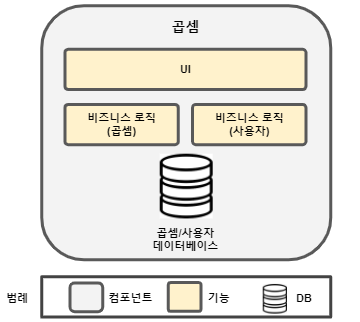 곱셈
UI
비즈니스 로직
(곱셈)
비즈니스 로직
(사용자)
곱셈/사용자
데이터베이스
범례
컴포넌트
기능
DB